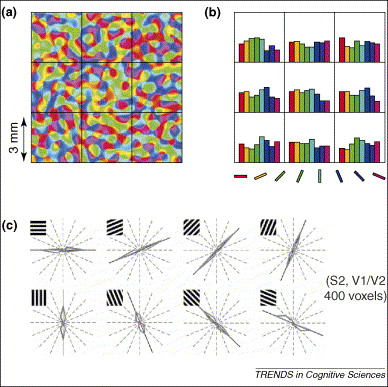 (a)
(b)
3 mm
(c)
(S2, V1/V2
400 voxels)
TRENDS in Cognitive Sciences